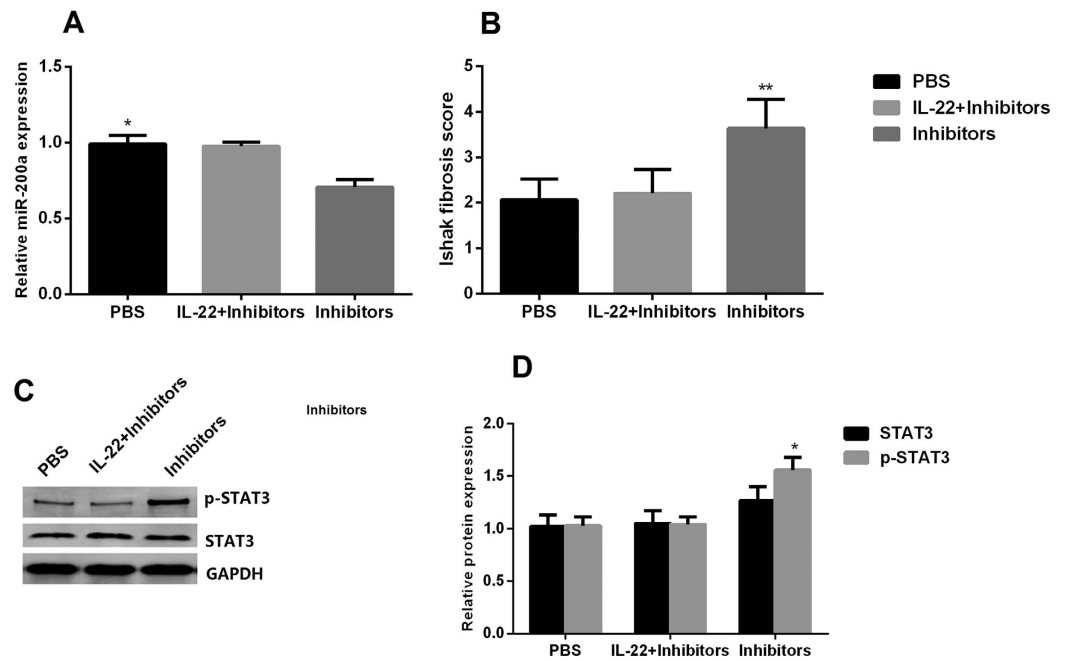 A
Relative miR-200a expression
1.5
1.0
0.5
0.0
*
PBS
IL-22+Inhibitors
Inhibitors
B
Ishak fibrosis score
5
4
3
2
1
0
**
PBS
IL-22+Inhibitors
Inhibitors
PBS
IL-22+Inhibitors
Inhibitors
C
PBS
IL-22+Inhibitors
Inhibitors
Inhibitors
p-STAT3
STAT3
GAPDH
D
Relative protein expression
2.0
1.5
1.0
0.5
0.0
*
PBS
IL-22+Inhibitors
Inhibitors
STAT3
p-STAT3